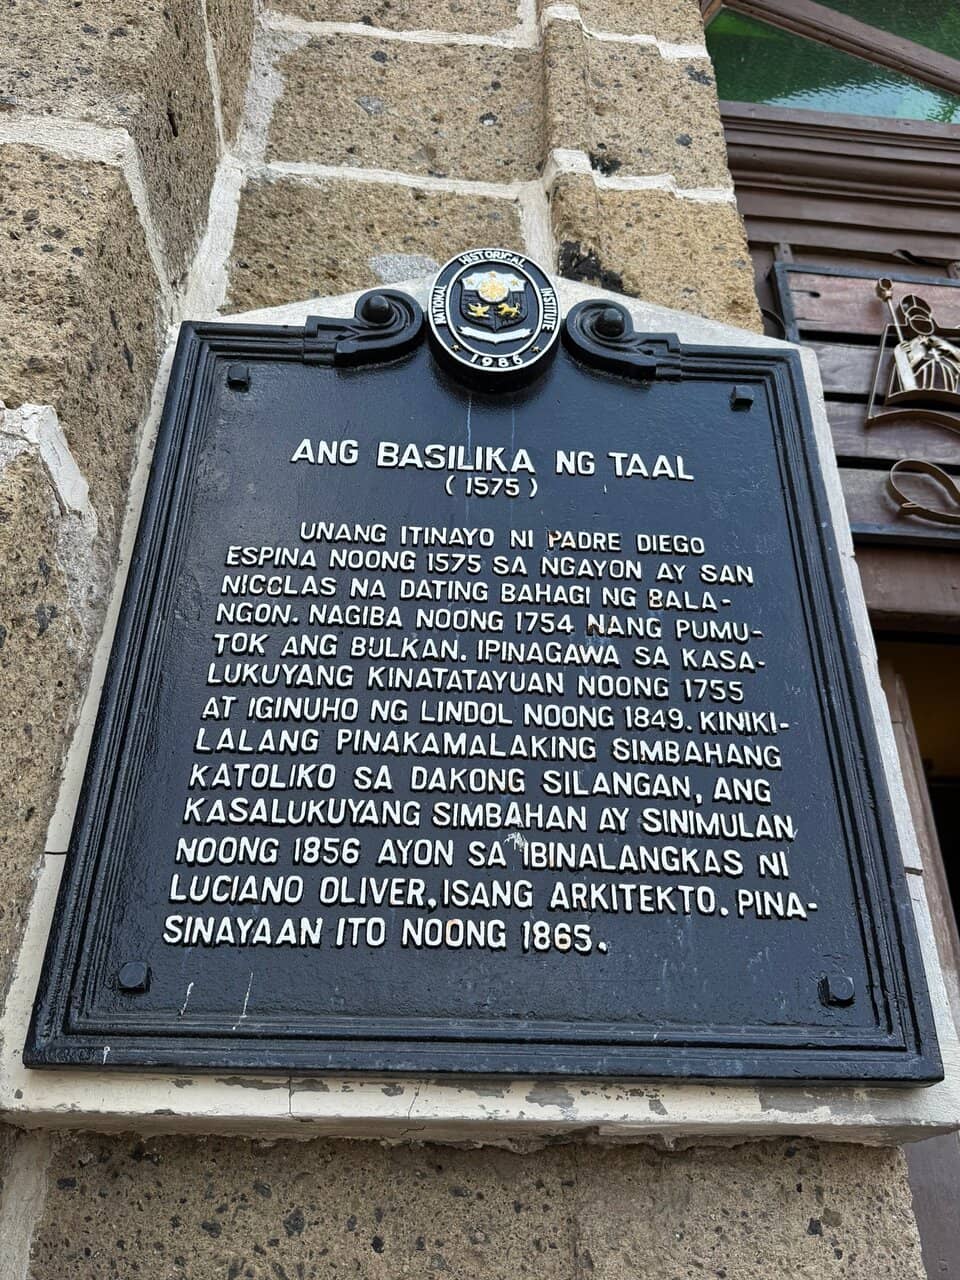 NATIONAL HISTORICAL INSTITUTE
1985
ANG BASILIKA NG TAAL
(1575)
UNANG ITINAYO NI PADRE DIEGO
ESPINA NOONG 1575 SA NGAYON AY SAN
NICOLAS NA DATING BAHAGI NG BALA-
NGON. NAGIBA NOONG 1754 NANG PUMU-
TOK ANG BULKAN. IPINAGAWA SA KASA-
LUKUYANG KINATATAYUAN NOONG 1755
AT IGINUHO NG LINDOL NOONG 1849. KINIKI-
LALANG PINAKAMALAKING SIMBAHANG
KATOLIKO SA DAKONG SILANGAN, ANG
KASALUKUYANG SIMBAHAN AY SINIMULAN
NOONG 1856 AYON SA IBINALANGKAS NI
LUCIANO OLIVER, ISANG ARKITEKTO. PINA-
SINAYAAN ITO NOONG 1865.